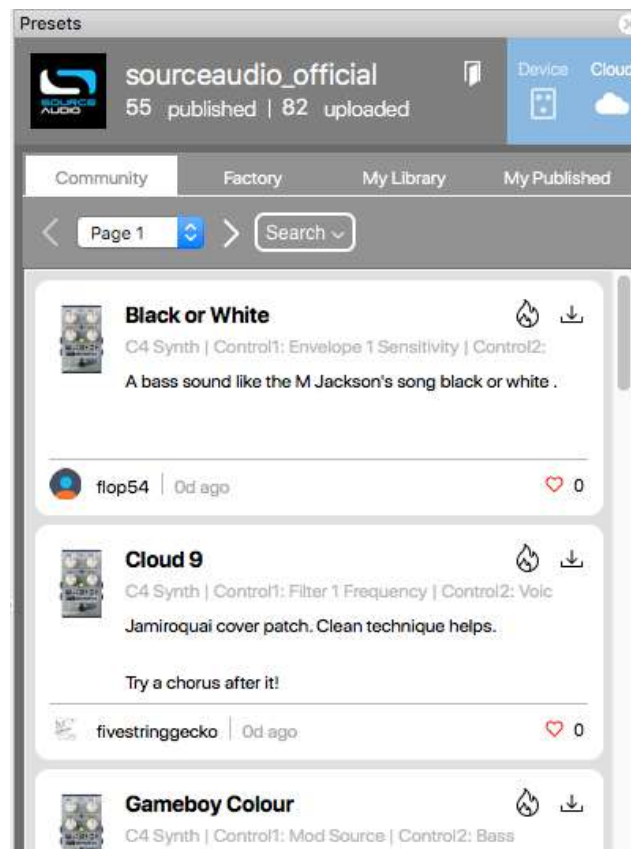 Presets
SOURCE
AUDIO
sourceaudio_official
55 published | 82 uploaded
Device
Cloud
Community
Factory
My Library
My Published
Page 1
Search
Black or White
C4 Synth | Control1: Envelope 1 Sensitivity | Control2:
A bass sound like the M Jackson's song black or white .
flop54 | 0d ago
0
Cloud 9
C4 Synth | Control1: Filter 1 Frequency | Control2: Voic
Jamiroquai cover patch. Clean technique helps.
Try a chorus after it!
fivestringgecko | 0d ago
0
Gameboy Colour
C4 Synth | Control1: Mod Source | Control2: Bass